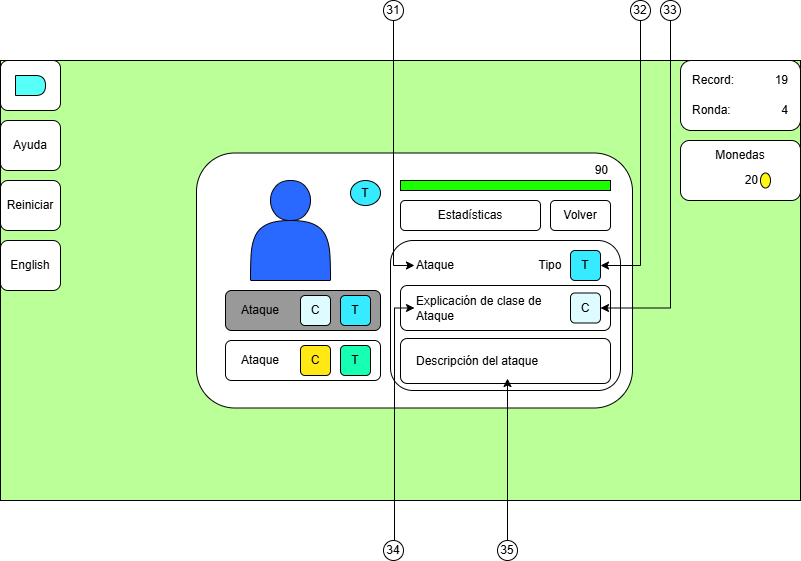 31
32
33
Record: 19
Ronda: 4
Monedas
20
Ayuda
Reiniciar
English
T
90
Estadísticas
Volver
Ataque
Tipo
T
Explicación de clase de
Ataque
C
Descripción del ataque
Ataque
C
T
Ataque
C
T
34
35